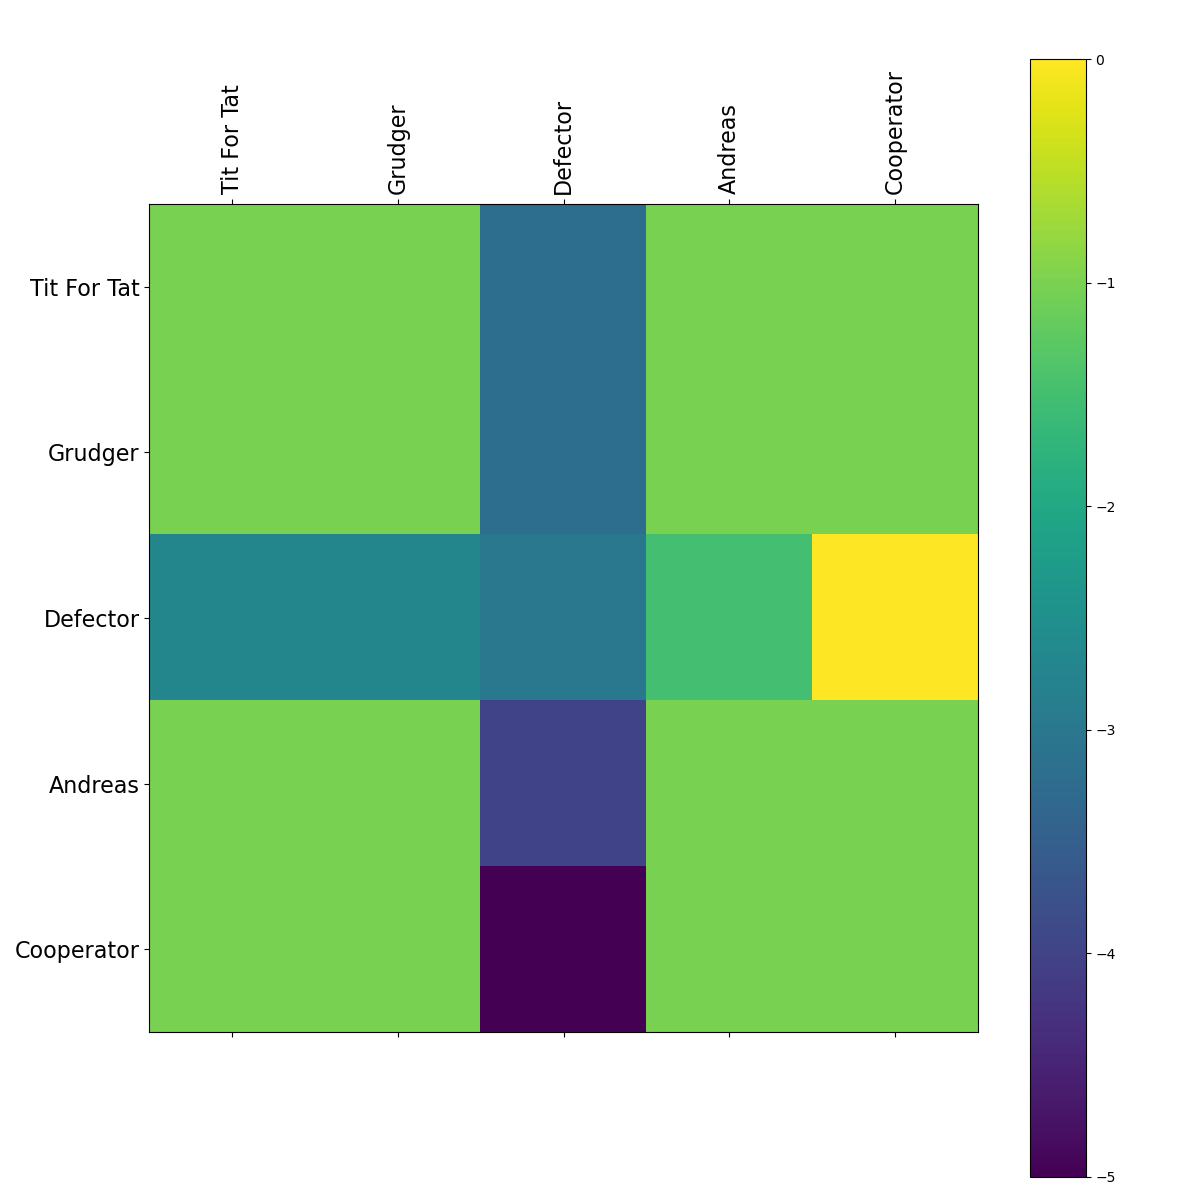 Tit For Tat
Grudger
Defector
Andreas
Cooperator
Tit For Tat
Grudger
Defector
Andreas
Cooperator
0
−1
−2
−3
−4
−5